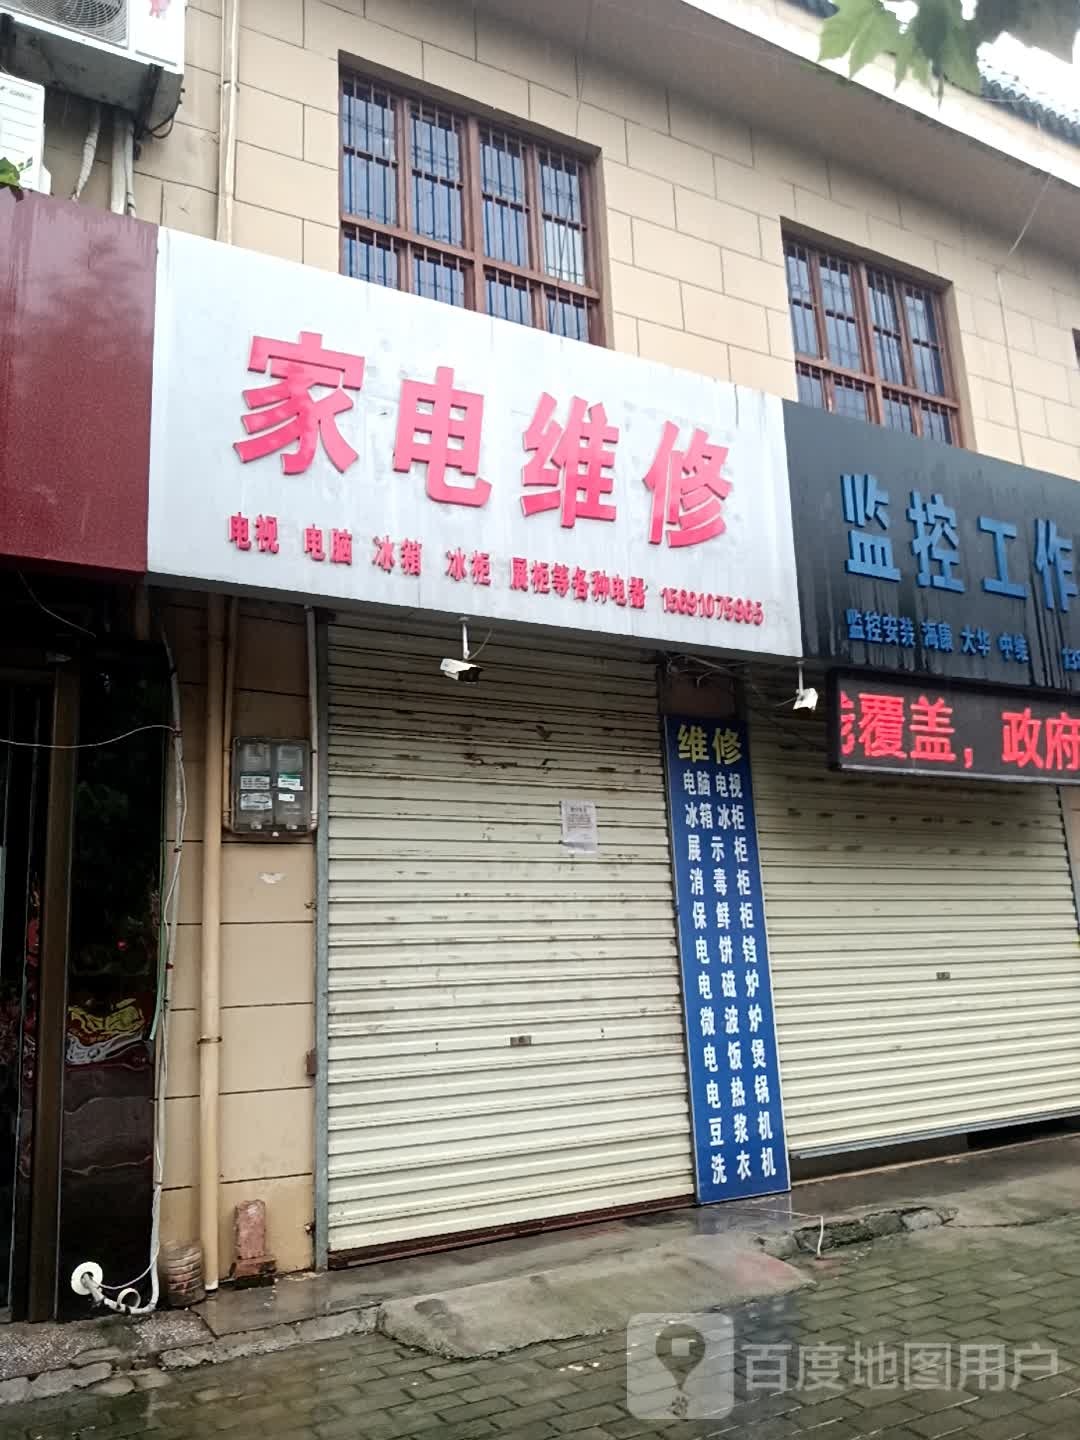 家电维修
电视 电脑 冰箱 冰柜 展柜等各种电器 15691075965
监控工作
监控安装 海康 大华 中维
覆盖，政府
维修
电脑 电视
冰箱 冰柜
展示柜
消毒柜
保鲜柜
电饼铛
电磁炉
微波炉
电饭煲
电热锅
豆浆机
洗衣机
百度地图用户